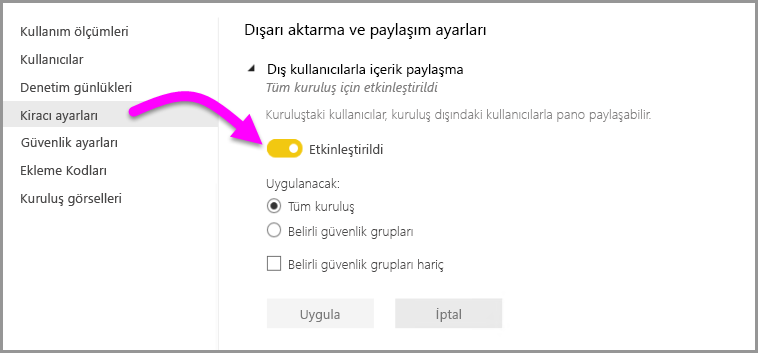 Kullanım ölçümleri
Kullanıcılar
Denetim günlükleri
Kiracı ayarları
Güvenlik ayarları
Ekleme Kodları
Kuruluş görselleri
Dışarı aktarma ve paylaşım ayarları
Dış kullanıcılarla içerik paylaşma
Tüm kuruluş için etkinleştirildi
Kuruluştaki kullanıcılar, kuruluş dışındaki kullanıcılarla pano paylaşabilir.
Etkinleştirildi
Uygulanacak:
Tüm kuruluş
Belirli güvenlik grupları
Belirli güvenlik grupları hariç
Uygula
İptal